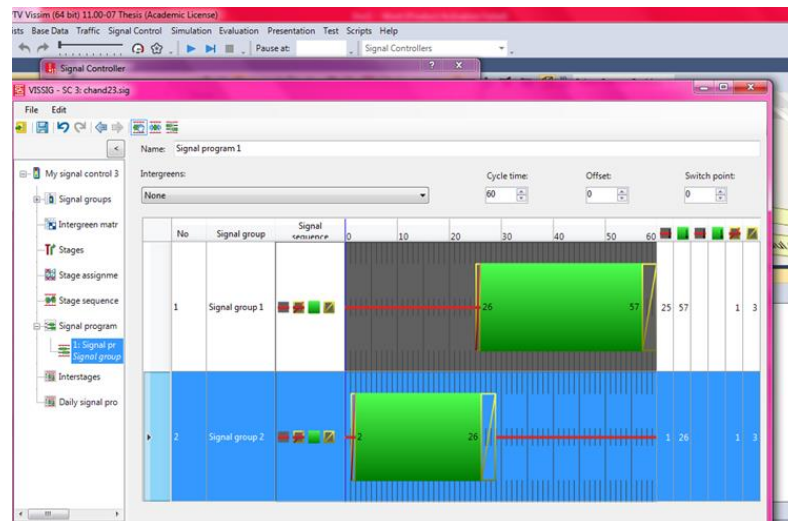 TV Vissim (64 bit) 11.00-07 Thesis (Academic License)
ists Base Data Traffic Signal Control Simulation Evaluation Presentation Test Scripts Help
Pause at: Signal Controllers
Signal Controller
VISSIG - SC 3: chand23.sig
File Edit
Name: Signal program 1
My signal control 3
Signal groups
Intergreen matr
Stages
Stage assignme
Stage sequence
Signal program
1: Signal pr
Signal group
Interstages
Daily signal pro
Intergreens: Cycle time: Offset: Switch point:
None 60 0 0
No Signal group Signal sequence 0 10 20 30 40 50 60
1 Signal group 1 26 57 25 57 1 3
2 Signal group 2 2 26 1 26 1 3